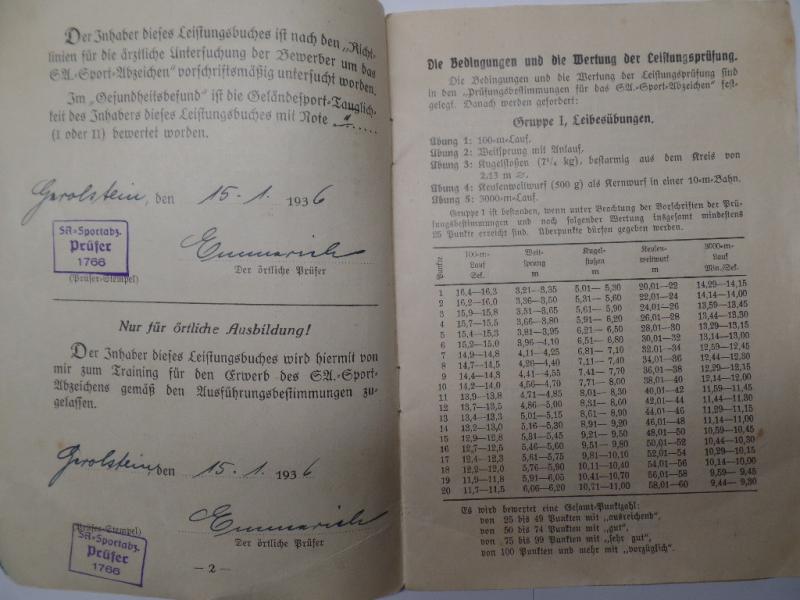 Der Inhaber dieses Leistungsbuches ist nach den „Richt-
linien für die ärztliche Untersuchung der Bewerber um das
SA.-Sport-Abzeichen" vorschriftsmäßig untersucht worden.
Im „Gesundheitsbefund" ist die Geländesport-Tauglich-
keit des Inhabers dieses Leistungsbuches mit Note „.....
(I oder II) bewertet worden.
Gerolstein, den 15.1. 1936
SA-Sportabz.
Prüfer
1766
(Prüfer-Stempel)
Emmerich
Der örtliche Prüfer
Nur für örtliche Ausbildung!
Der Inhaber dieses Leistungsbuches wird hiermit von
mir zum Training für den Erwerb des SA.-Sport-
Abzeichens gemäß den Ausführungsbestimmungen zu-
gelassen.
Gerolstein, den 15.1. 1936
(Prüfer-Stempel)
SA-Sportabz.
Prüfer
1766
Emmerich
Der örtliche Prüfer
— 2 —
Die Bedingungen und die Wertung der Leistungsprüfung.
Die Bedingungen und die Wertung der Leistungsprüfung sind
in den „Prüfungsbestimmungen für das SA.-Sport-Abzeichen" fest-
gelegt. Danach werden gefordert:
Gruppe I, Leibesübungen.
Übung 1: 100-m-Lauf.
Übung 2: Weitsprung mit Anlauf.
Übung 3: Kugelstoßen (7¼ kg), bestarmig aus dem Kreis von
2,13 m ⌀.
Übung 4: Keulenweitwurf (500 g) als Kernwurf in einer 10-m-Bahn.
Übung 5: 3000-m-Lauf.
Gruppe I ist bestanden, wenn unter Beachtung der Vorschriften der Prü-
fungsbestimmungen und nach folgender Wertung insgesamt mindestens
25 Punkte erreicht sind. Überpunkte dürfen gegeben werden.
Punkte 100-m-Lauf Sek. Weit-sprung m Kugel-stoßen m Keulen-weitwurf m 3000-m-Lauf Min./Sek.
1 16,4—16,3 3,21—3,35 5,01— 5,30 20,01—22 14,29—14,15
2 16,2—16,0 3,36—3,50 5,31— 5,60 22,01—24 14,14—14,00
3 15,9—15,8 3,51—3,65 5,61— 5,90 24,01—26 13,59—13,45
4 15,7—15,5 3,66—3,80 5,91— 6,20 26,01—28 13,44—13,30
5 15,4—15,3 3,81—3,95 6,21— 6,50 28,01—30 13,29—13,15
6 15,2—15,0 3,96—4,10 6,51— 6,80 30,01—32 13,14—13,00
7 14,9—14,8 4,11—4,25 6,81— 7,10 32,01—34 12,59—12,45
8 14,7—14,5 4,26—4,40 7,11— 7,40 34,01—36 12,44—12,30
9 14,4—14,3 4,41—4,55 7,41— 7,70 36,01—38 12,29—12,15
10 14,2—14,0 4,56—4,70 7,71— 8,00 38,01—40 12,14—12,00
11 13,9—13,8 4,71—4,85 8,01— 8,30 40,01—42 11,59—11,45
12 13,7—13,5 4,86—5,00 8,31— 8,60 42,01—44 11,44—11,30
13 13,4—13,3 5,01—5,15 8,61— 8,90 44,01—46 11,29—11,15
14 13,2—13,0 5,16—5,30 8,91— 9,20 46,01—48 11,14—11,00
15 12,9—12,8 5,31—5,45 9,21— 9,50 48,01—50 10,59—10,45
16 12,7—12,5 5,46—5,60 9,51— 9,80 50,01—52 10,44—10,30
17 12,4—12,3 5,61—5,75 9,81—10,10 52,01—54 10,29—10,15
18 12,2—12,0 5,76—5,90 10,11—10,40 54,01—56 10,14—10,00
19 11,9—11,8 5,91—6,05 10,41—10,70 56,01—58 9,59— 9,45
20 11,7—11,5 6,06—6,20 10,71—11,00 58,01—60 9,44— 9,30
Es wird bewertet eine Gesamt-Punktzahl:
von 25 bis 49 Punkten mit „ausreichend",
von 50 bis 74 Punkten mit „gut",
von 75 bis 99 Punkten mit „sehr gut",
von 100 Punkten und mehr mit „vorzüglich".